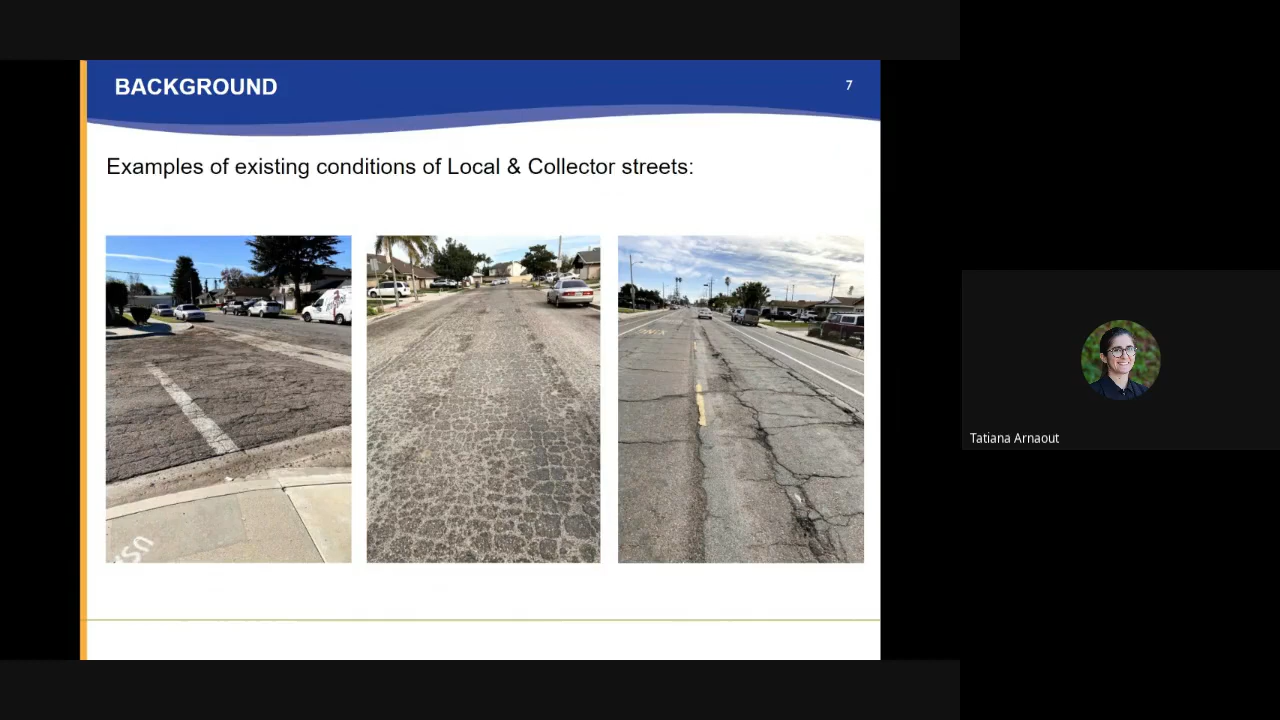 BACKGROUND
7
Examples of existing conditions of Local & Collector streets:
Tatiana Arnaout